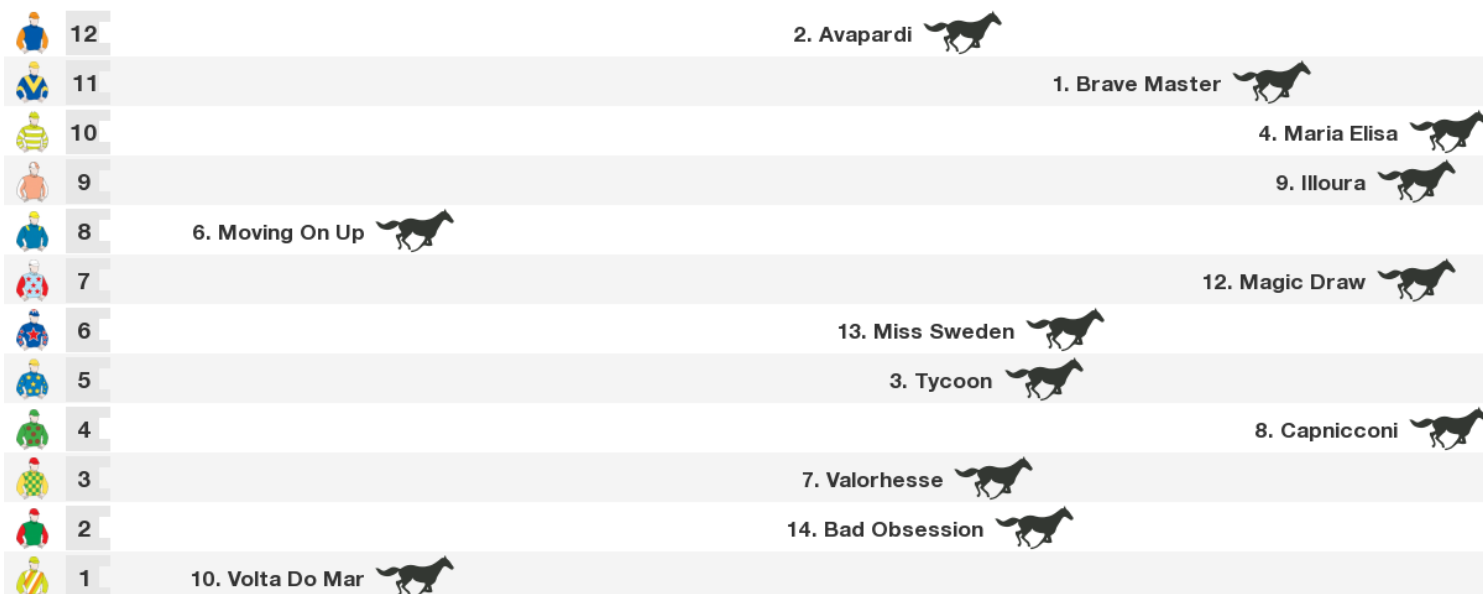 12 2. Avapardi
11 1. Brave Master
10 4. Maria Elisa
9 9. Illoura
8 6. Moving On Up
7 12. Magic Draw
6 13. Miss Sweden
5 3. Tycoon
4 8. Capnicconi
3 7. Valorhesse
2 14. Bad Obsession
1 10. Volta Do Mar